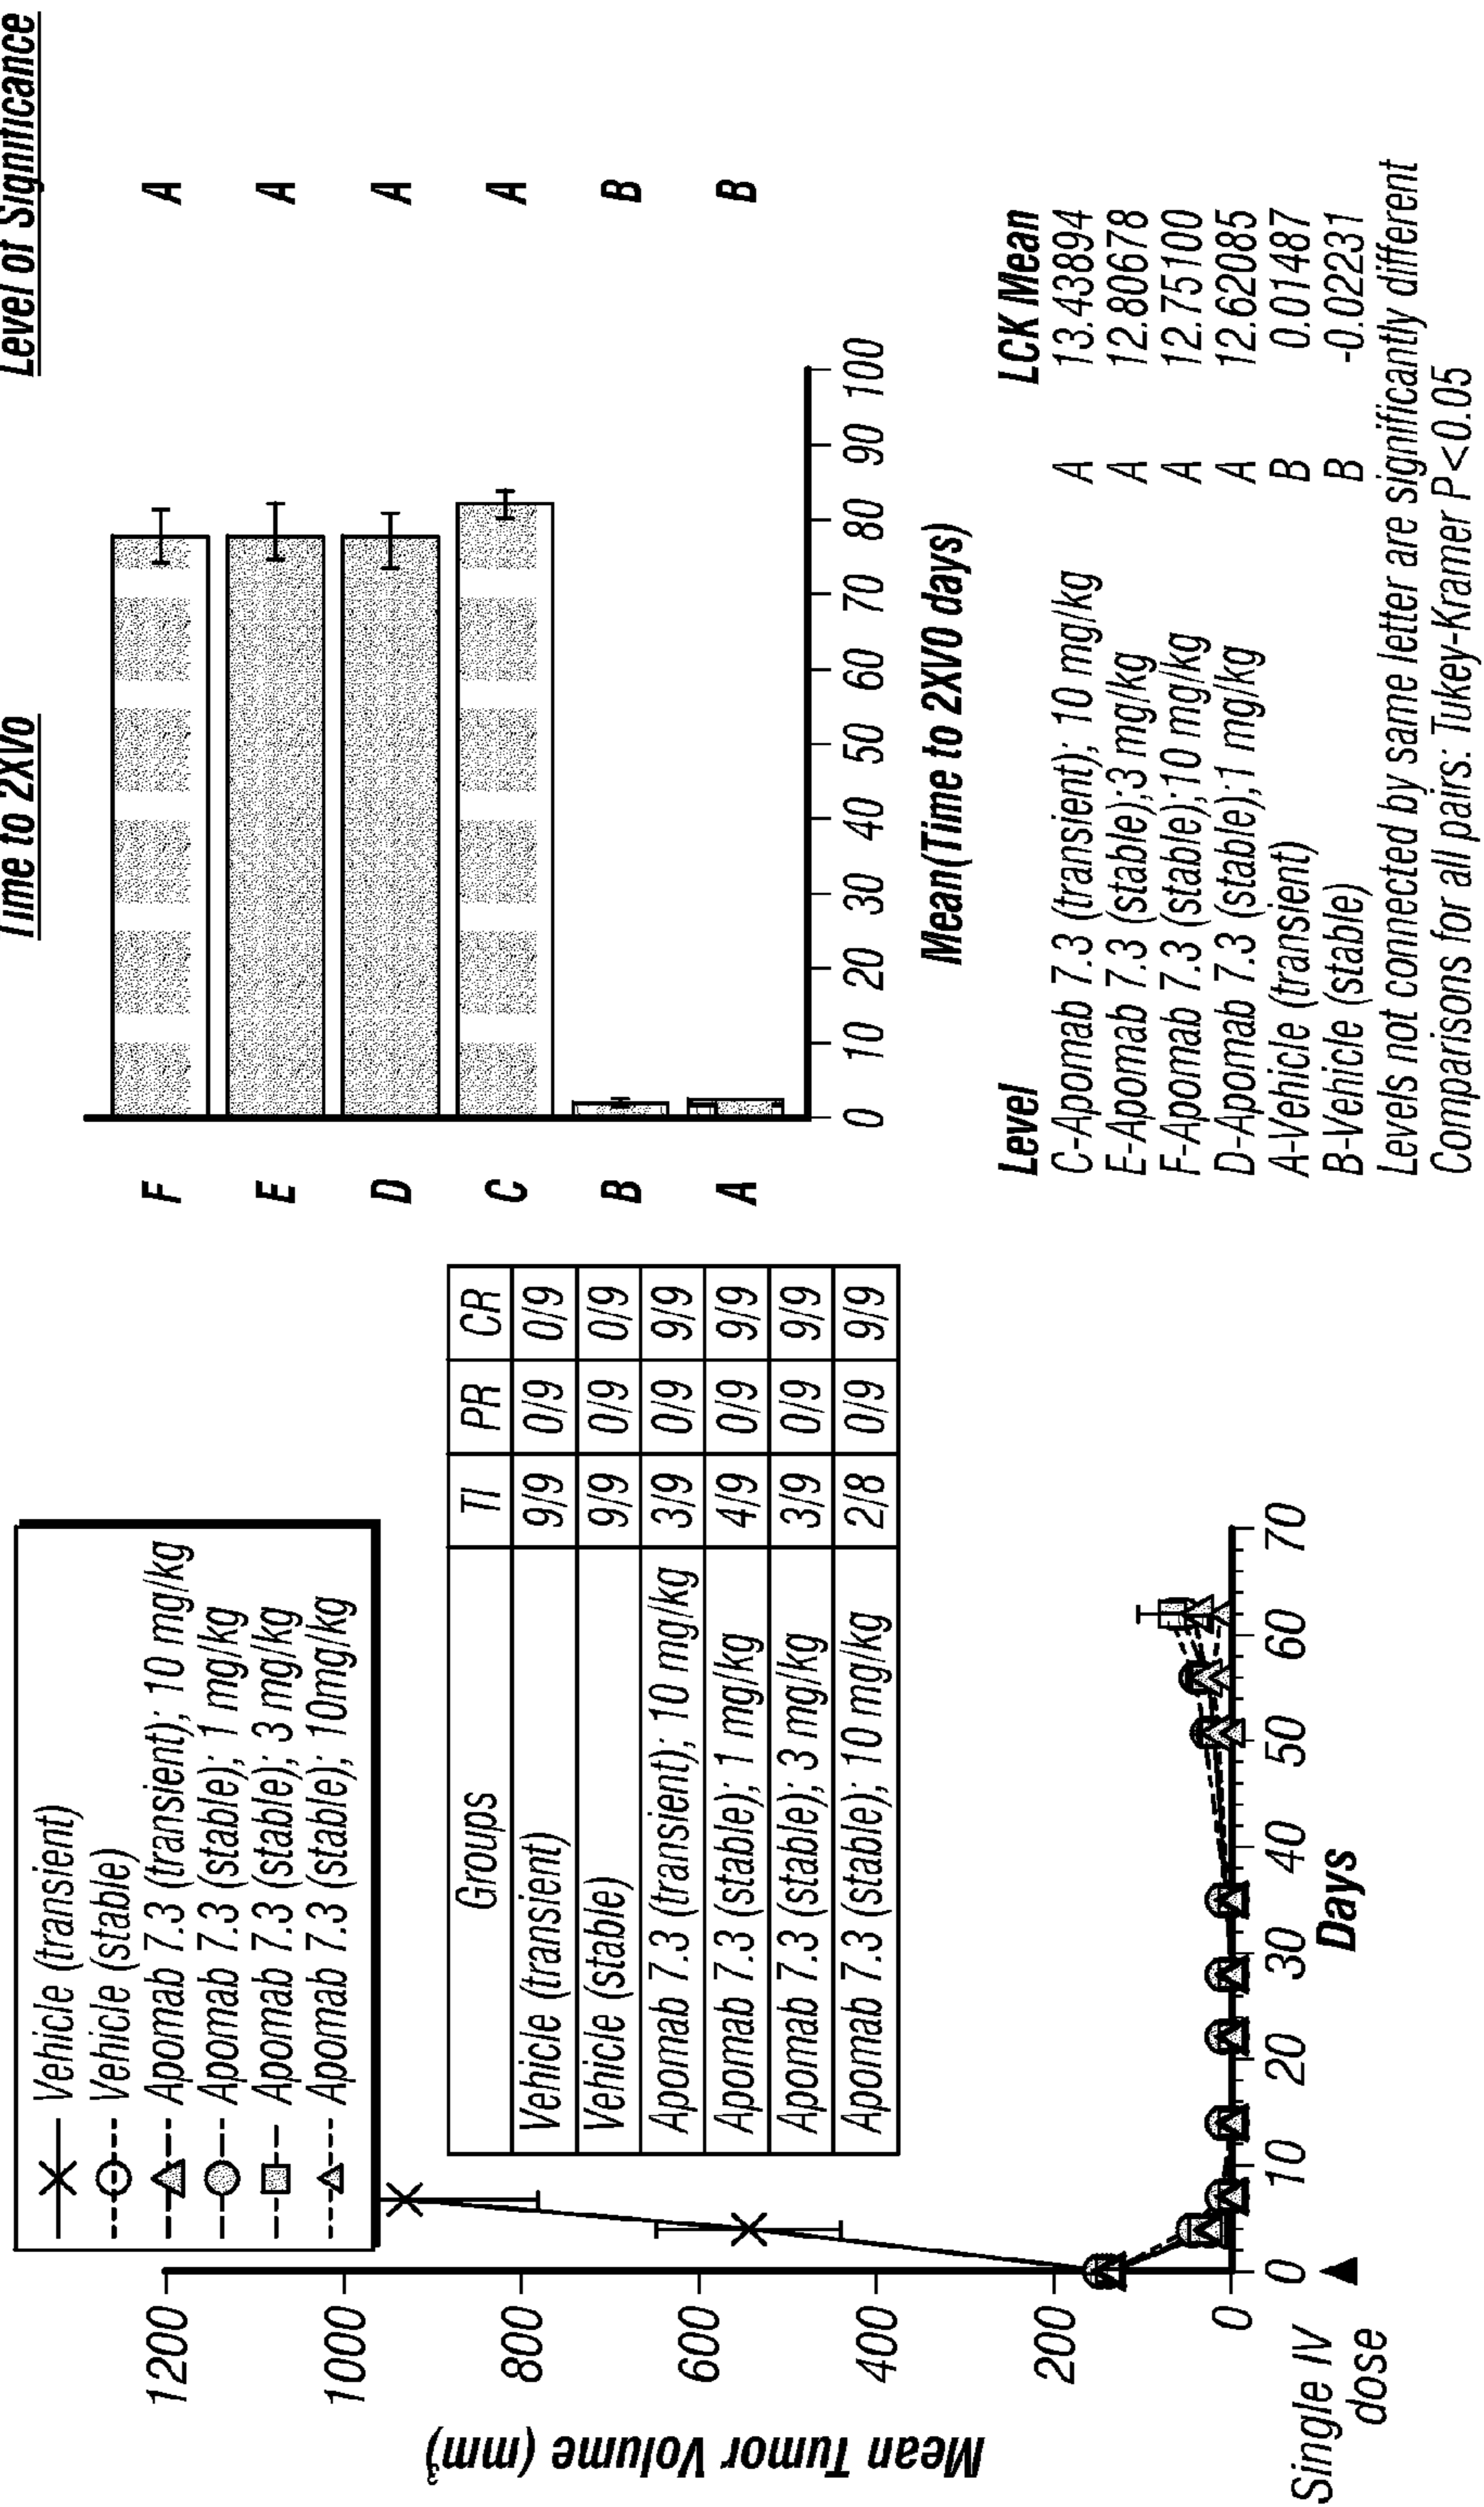 Mean Tumor Volume (mm3)
1200
1000
800
600
400
200
0
Vehicle (transient)
Vehicle (stable)
Apomab 7.3 (transient); 10 mg/kg
Apomab 7.3 (stable); 1 mg/kg
Apomab 7.3 (stable); 3 mg/kg
Apomab 7.3 (stable); 10mg/kg
Groups TI PR CR
Vehicle (transient) 9/9 0/9 0/9
Vehicle (stable) 9/9 0/9 0/9
Apomab 7.3 (transient); 10 mg/kg 3/9 0/9 9/9
Apomab 7.3 (stable); 1 mg/kg 4/9 0/9 9/9
Apomab 7.3 (stable); 3 mg/kg 3/9 0/9 9/9
Apomab 7.3 (stable); 10 mg/kg 2/8 0/9 9/9
0 10 20 30 40 50 60 70
Days
Single IV
dose
Time to 2XVo
Level of Significance
F A
E A
D A
C A
B B
A B
0 10 20 30 40 50 60 70 80 90 100
Mean(Time to 2XV0 days)
Level LCK Mean
C-Apomab 7.3 (transient); 10 mg/kg A 13.43894
E-Apomab 7.3 (stable);3 mg/kg A 12.80678
F-Apomab 7.3 (stable);10 mg/kg A 12.75100
D-Apomab 7.3 (stable);1 mg/kg A 12.62085
A-Vehicle (transient) B 0.01487
B-Vehicle (stable) B -0.02231
Levels not connected by same letter are significantly different
Comparisons for all pairs: Tukey-Kramer P<0.05